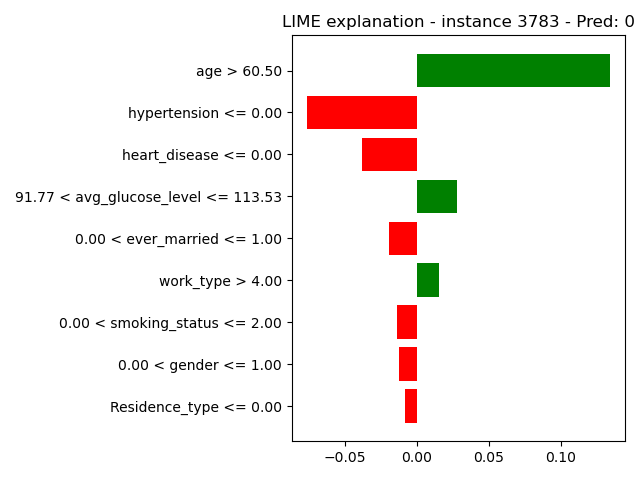 LIME explanation - instance 3783 - Pred: 0
age > 60.50
hypertension <= 0.00
heart_disease <= 0.00
91.77 < avg_glucose_level <= 113.53
0.00 < ever_married <= 1.00
work_type > 4.00
0.00 < smoking_status <= 2.00
0.00 < gender <= 1.00
Residence_type <= 0.00
−0.05 0.00 0.05 0.10